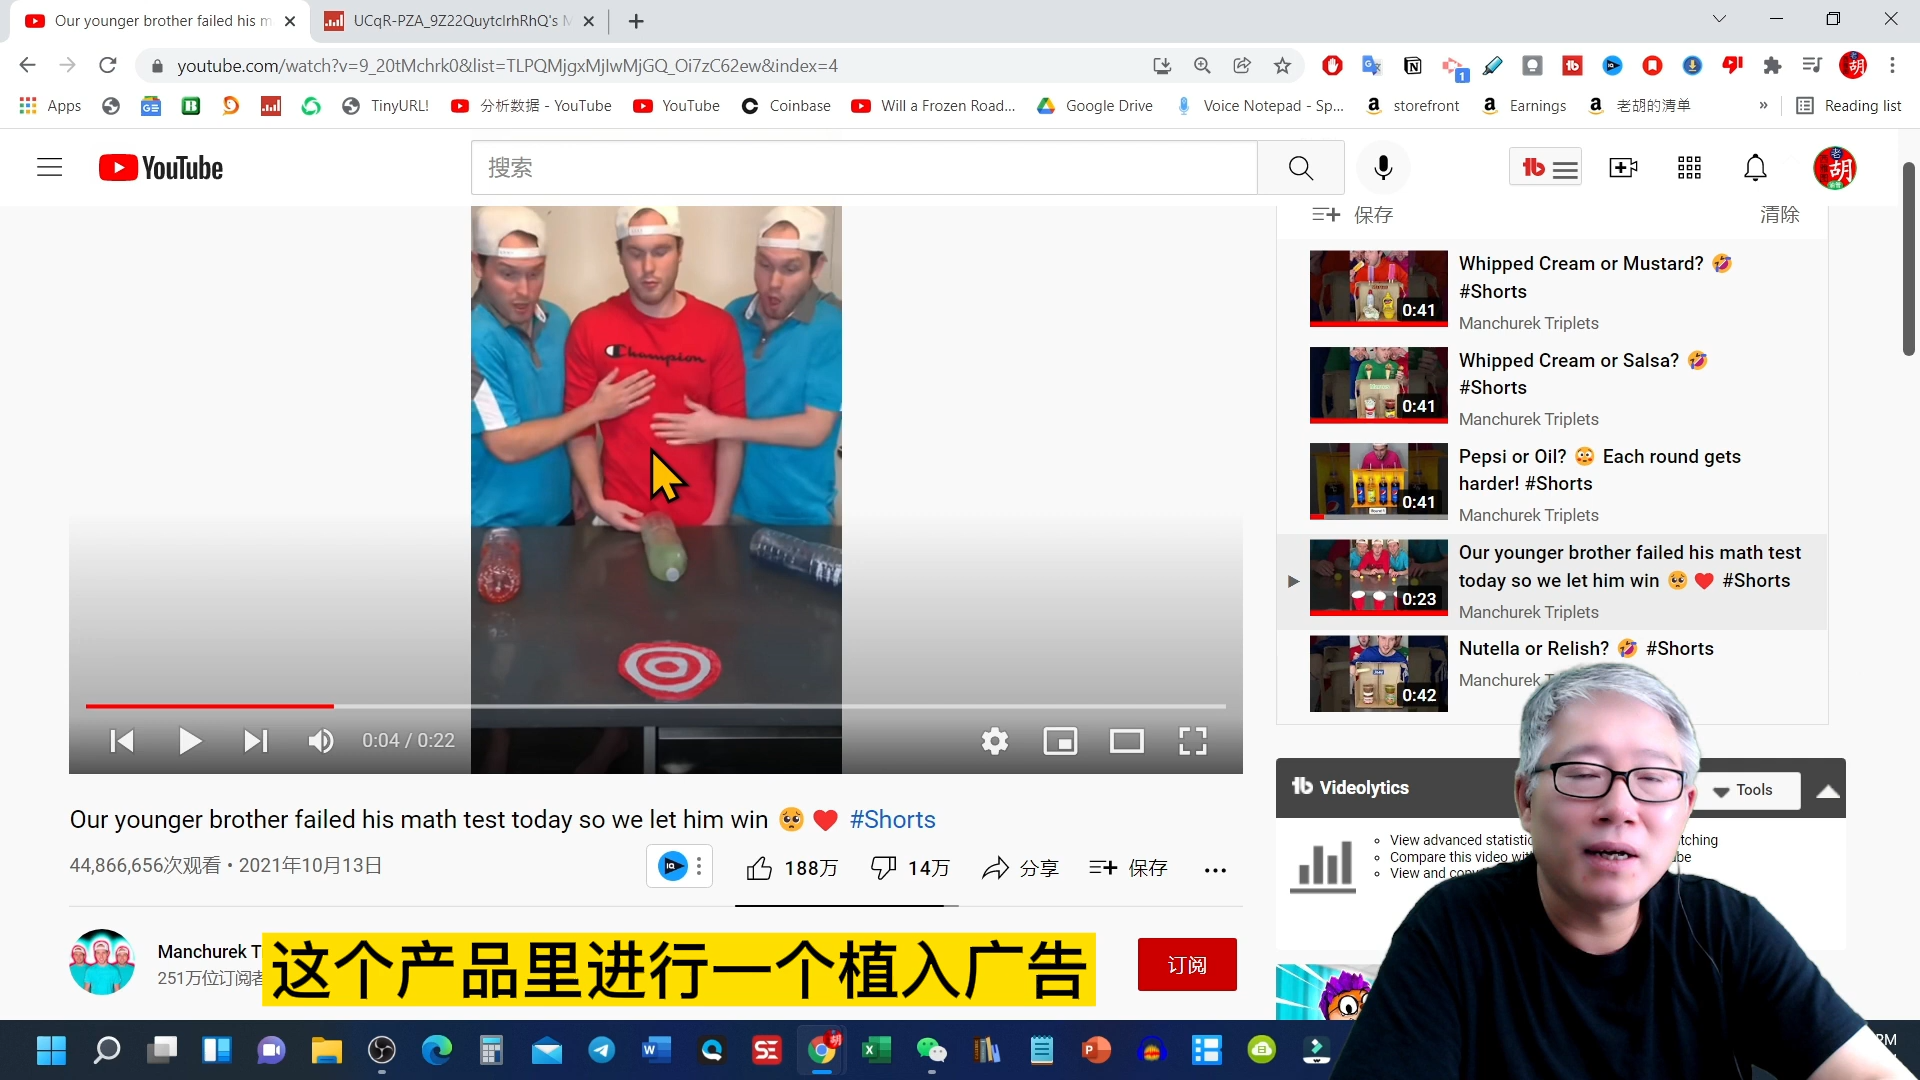 Our younger brother failed his m
UCqR-PZA_9Z22QuytclrhRhQ's M
youtube.com/watch?v=9_20tMchrk0&list=TLPQMjgxMjIwMjGQ_Oi7zC62ew&index=4
Apps
TinyURL!
分析数据 - YouTube
YouTube
Coinbase
Will a Frozen Road...
Google Drive
Voice Notepad - Sp...
storefront
Earnings
老胡的清单
»
Reading list
YouTube
搜索
保存
清除
Champion
Whipped Cream or Mustard? 🤣
#Shorts
Manchurek Triplets
0:41
Whipped Cream or Salsa? 🤣
#Shorts
Manchurek Triplets
0:41
Pepsi or Oil? 😳 Each round gets
harder! #Shorts
Manchurek Triplets
0:41
Our younger brother failed his math test
today so we let him win 🥺 ❤️ #Shorts
Manchurek Triplets
0:23
Nutella or Relish? 🤣 #Shorts
Manchurek
0:42
0:04 / 0:22
Our younger brother failed his math test today so we let him win 🥺 ❤️ #Shorts
44,866,656次观看 • 2021年10月13日
188万
14万
分享
保存
Videolytics
Tools
View advanced statistic
tching
Compare this video wit
be
View and copy
Manchurek T
251万位订阅者
这个产品里进行一个植入广告
订阅
PM